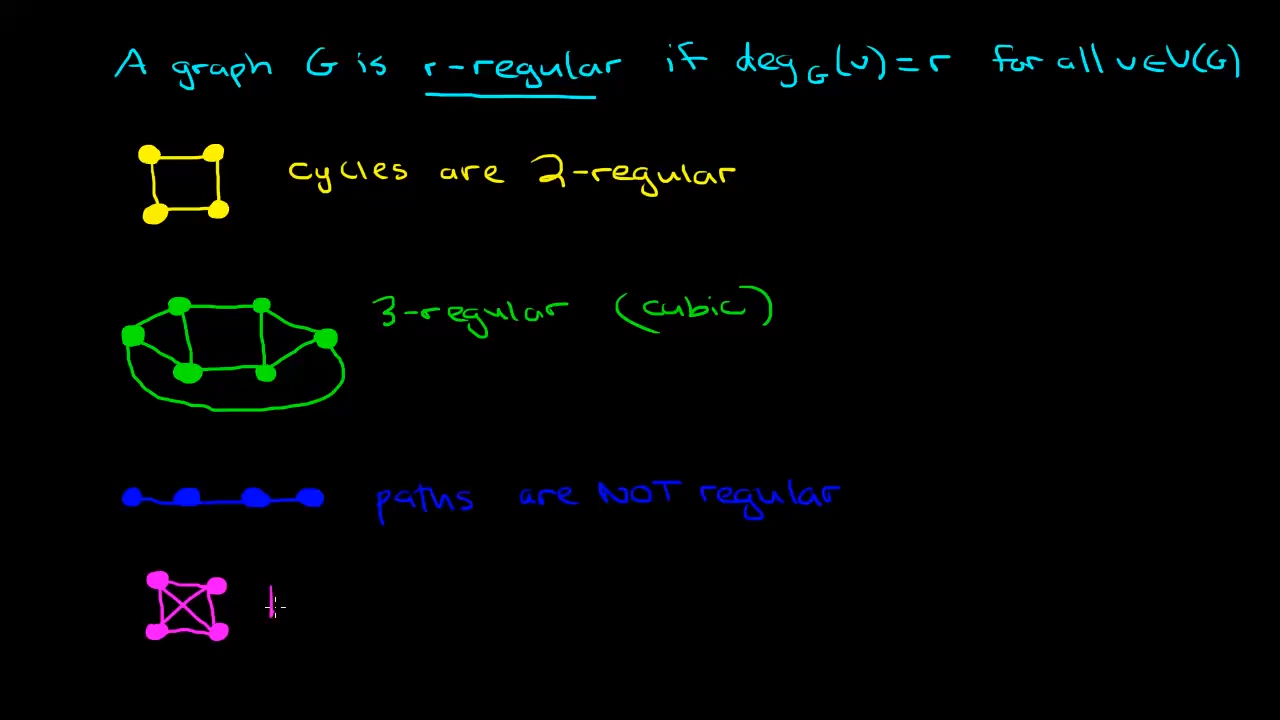 A graph G is r-regular if deg_G(v)=r for all v∈V(G)
cycles are 2-regular
3-regular (cubic)
paths are NOT regular